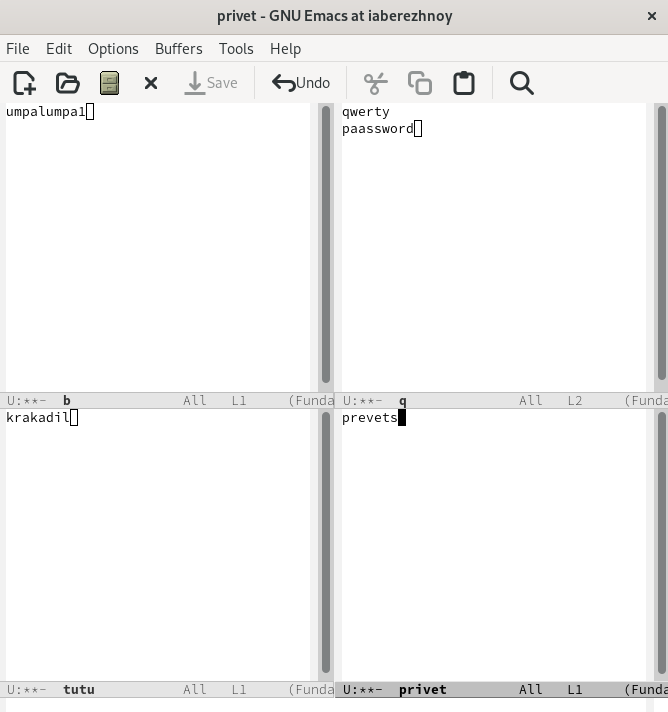 privet - GNU Emacs at iaberezhnoy ×
File Edit Options Buffers Tools Help
Save Undo
umpalumpa1
U:**- b All L1 (Funda
qwerty
paassword
U:**- q All L2 (Funda
krakadil
U:**- tutu All L1 (Funda
prevets
U:**- privet All L1 (Funda